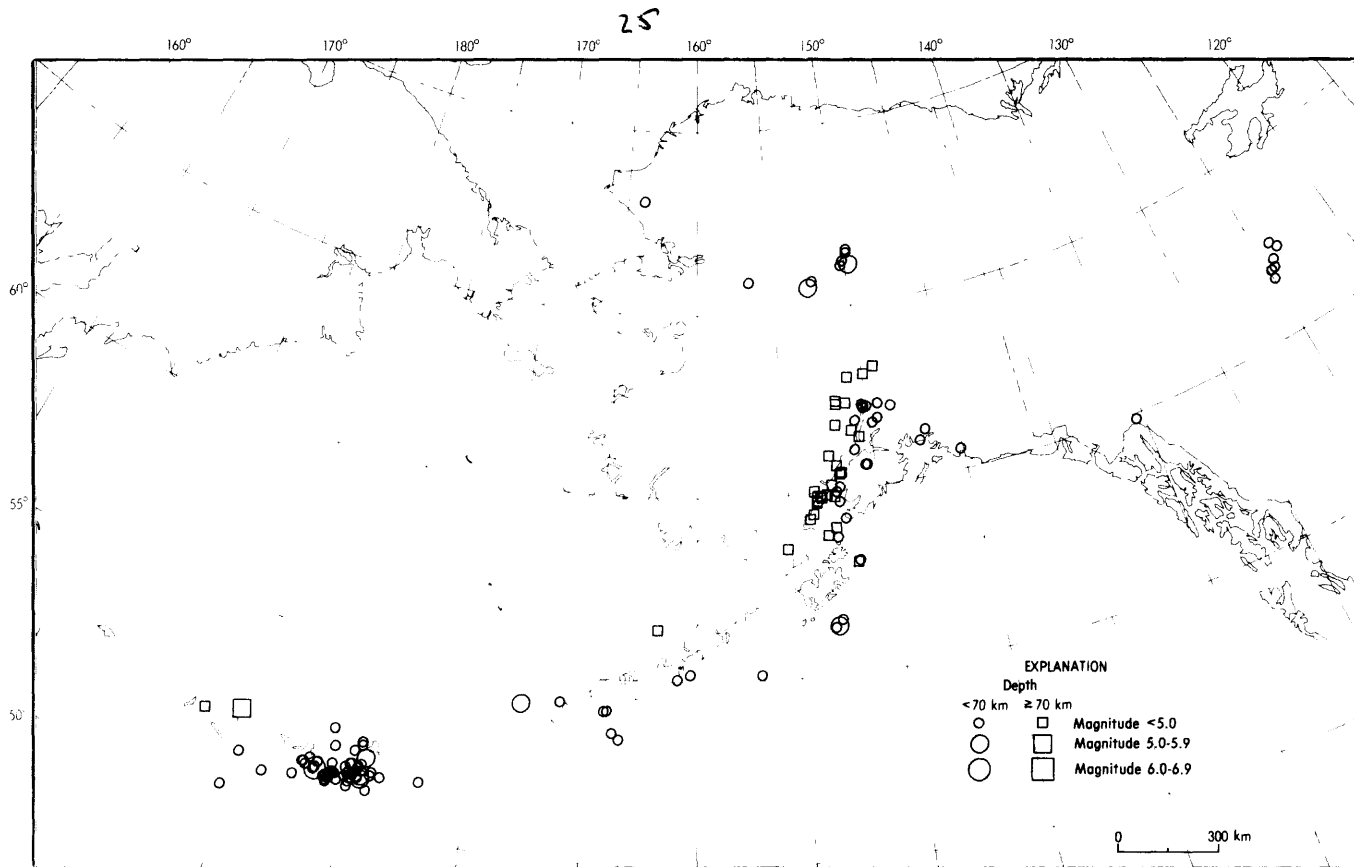 25
160° 170° 180° 170° 160° 150° 140° 130° 120°
60°
55°
50°
EXPLANATION
Depth
<70 km ≥70 km
Magnitude <5.0
Magnitude 5.0-5.9
Magnitude 6.0-6.9
0 300 km